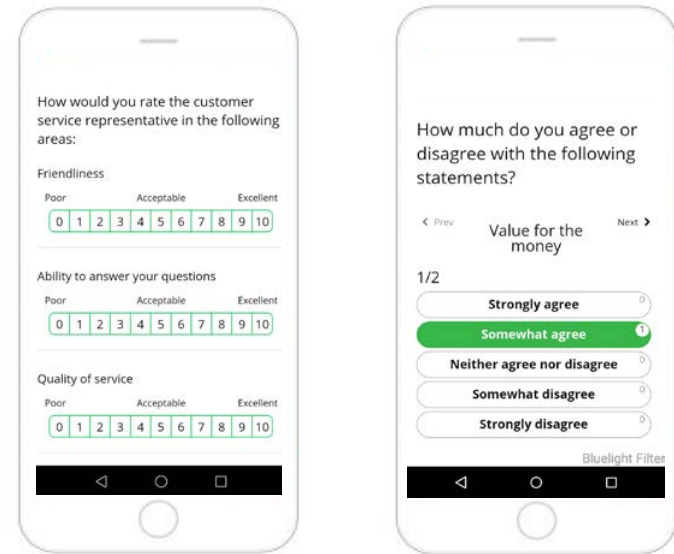 How would you rate the customer
service representative in the following
areas:
Friendliness
Poor Acceptable Excellent
0 1 2 3 4 5 6 7 8 9 10
Ability to answer your questions
Poor Acceptable Excellent
0 1 2 3 4 5 6 7 8 9 10
Quality of service
Poor Acceptable Excellent
0 1 2 3 4 5 6 7 8 9 10
How much do you agree or
disagree with the following
statements?
Prev Next
Value for the
money
1/2
Strongly agree 0
Somewhat agree 1
Neither agree nor disagree 0
Somewhat disagree 0
Strongly disagree 0
Bluelight Filter